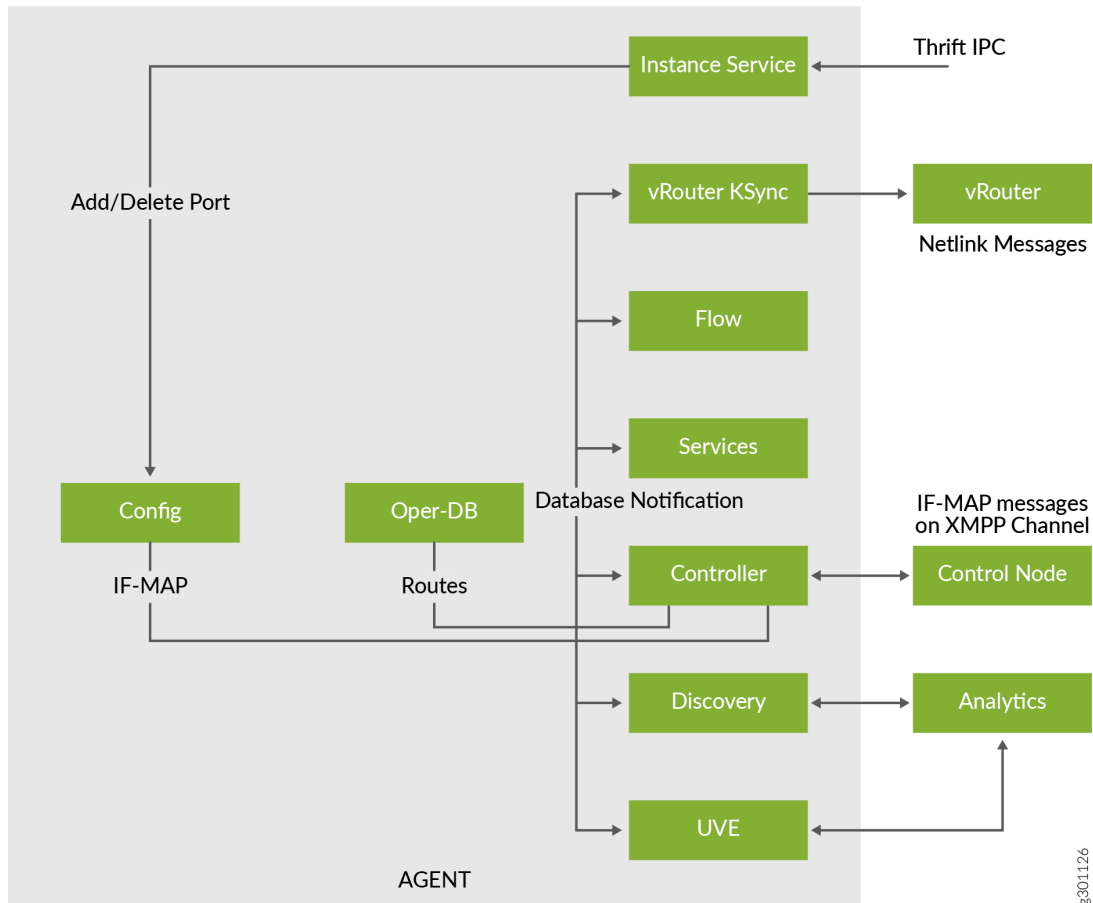 Thrift IPC
Instance Service
Add/Delete Port
vRouter KSync
vRouter
Netlink Messages
Flow
Services
Config
Oper-DB
Database Notification
IF-MAP messages
on XMPP Channel
IF-MAP
Routes
Controller
Control Node
Discovery
Analytics
UVE
AGENT
g301126